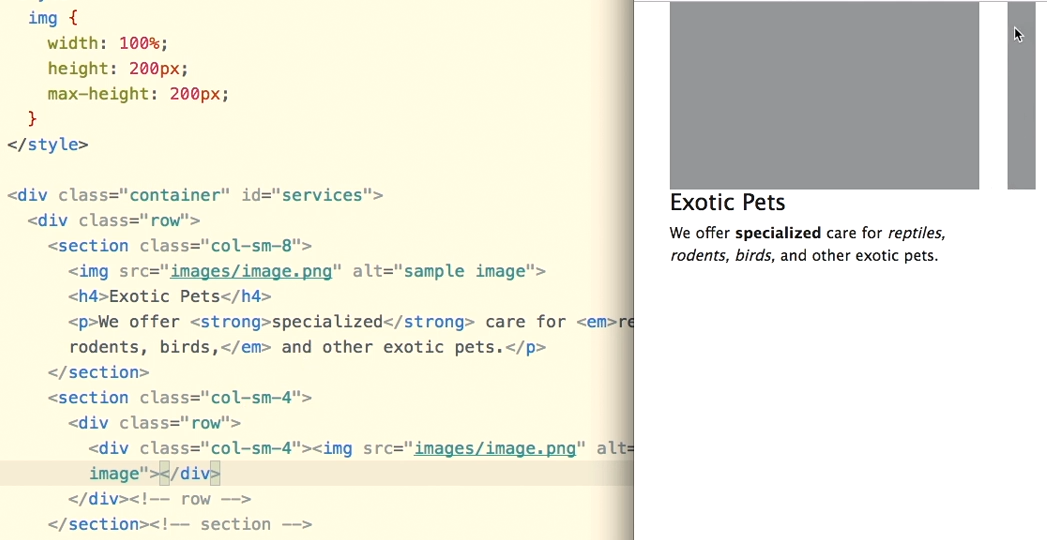 img {
width: 100%;
height: 200px;
max-height: 200px;
}
</style>
<div class="container" id="services">
<div class="row">
<section class="col-sm-8">
<img src="images/image.png" alt="sample image">
<h4>Exotic Pets</h4>
<p>We offer <strong>specialized</strong> care for <em>re
rodents, birds,</em> and other exotic pets.</p>
</section>
<section class="col-sm-4">
<div class="row">
<div class="col-sm-4"><img src="images/image.png" alt=
image"></div>
</div><!-- row -->
</section><!-- section -->
Exotic Pets
We offer specialized care for reptiles,
rodents, birds, and other exotic pets.